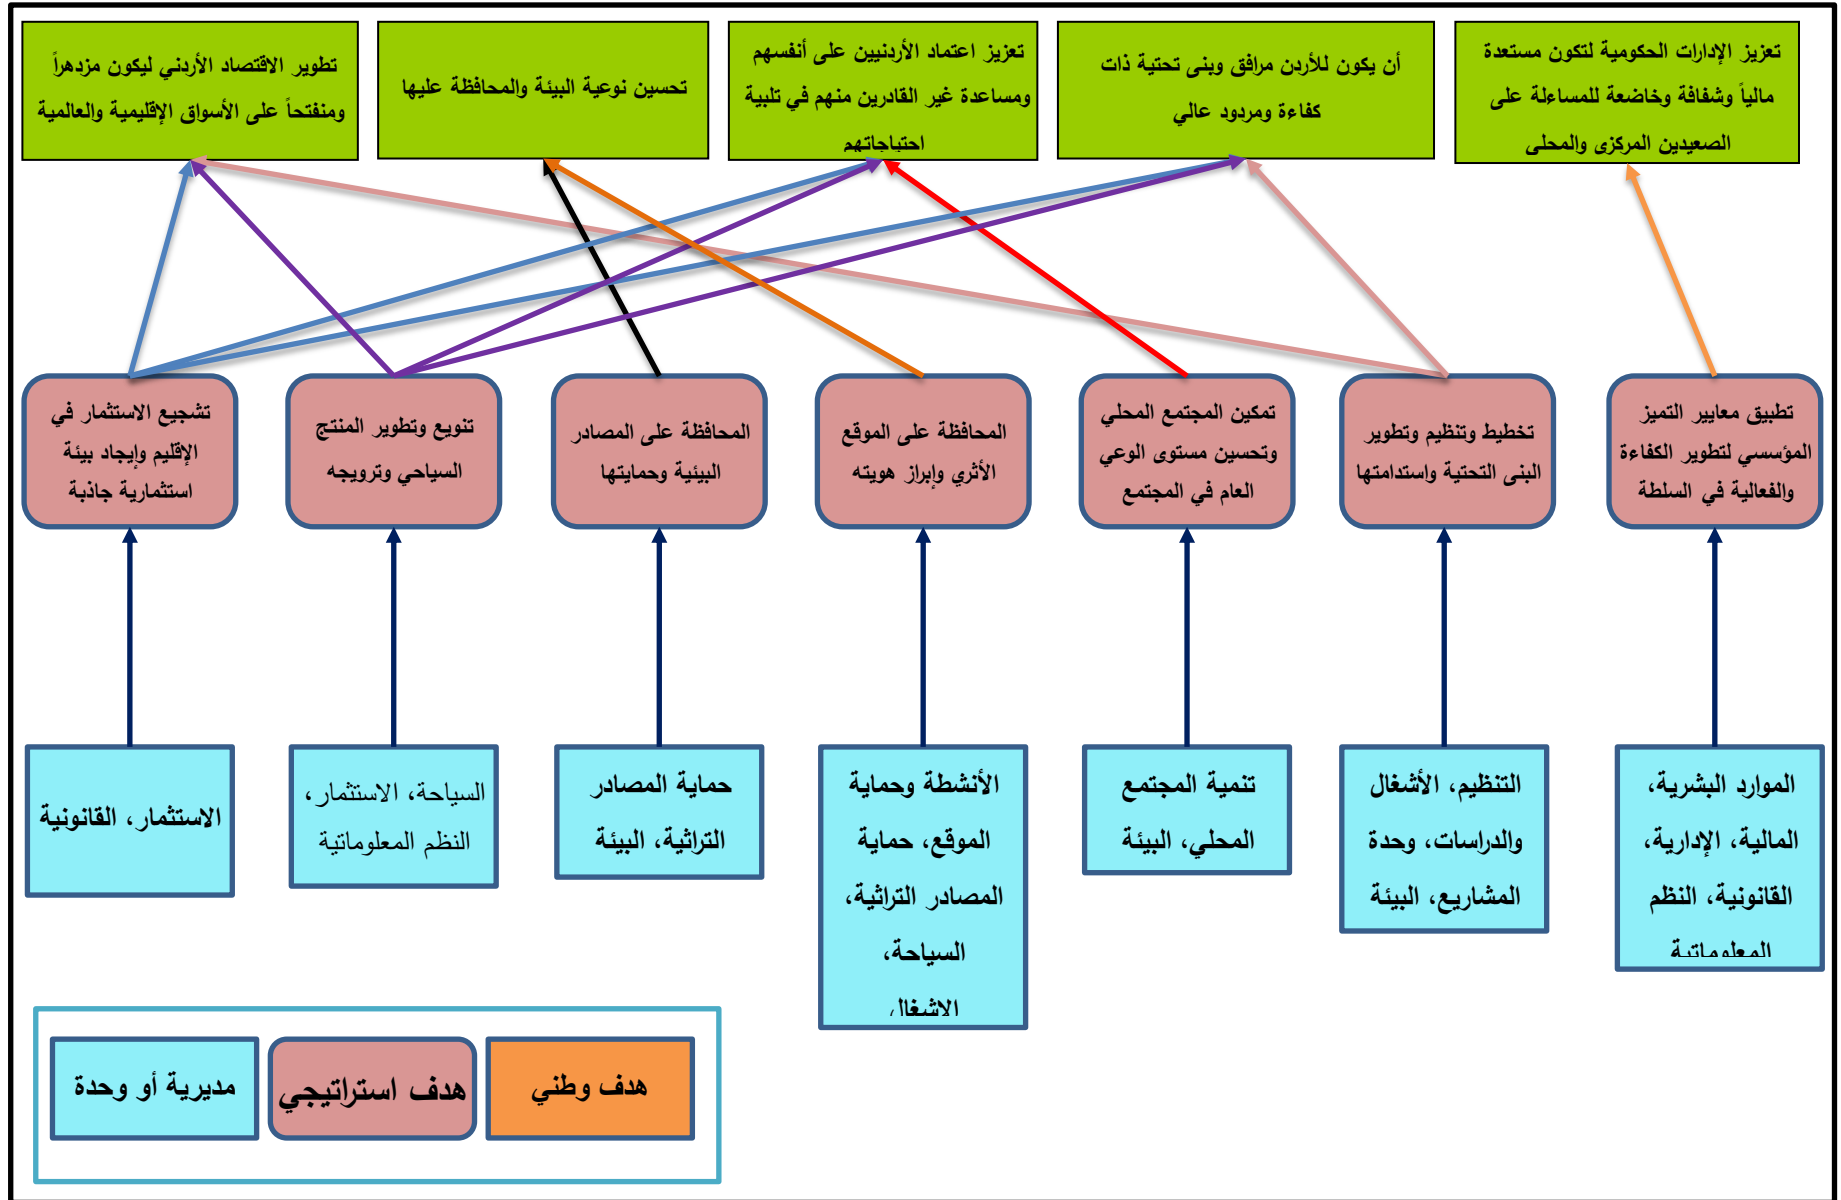 تعزيز الإدارات الحكومية لتكون مستعدة
مالياً وشفافة وخاضعة للمساءلة على
الصعيدين المركزي والمحلي
أن يكون للأردن مرافق وبنى تحتية ذات
كفاءة ومردود عالي
تعزيز اعتماد الأردنيين على أنفسهم
ومساعدة غير القادرين منهم في تلبية
احتياجاتهم
تحسين نوعية البيئة والمحافظة عليها
تطوير الاقتصاد الأردني ليكون مزدهراً
ومنفتحاً على الأسواق الإقليمية والعالمية
تطبيق معايير التميز
المؤسسي لتطوير الكفاءة
والفعالية في السلطة
تخطيط وتنظيم وتطوير
البنى التحتية واستدامتها
تمكين المجتمع المحلي
وتحسين مستوى الوعي
العام في المجتمع
المحافظة على الموقع
الأثري وإبراز هويته
المحافظة على المصادر
البيئية وحمايتها
تنويع وتطوير المنتج
السياحي وترويجه
تشجيع الاستثمار في
الإقليم وإيجاد بيئة
استثمارية جاذبة
الموارد البشرية،
المالية، الإدارية،
القانونية، النظم
المعلوماتية
التنظيم، الأشغال
والدراسات، وحدة
المشاريع، البيئة
تنمية المجتمع
المحلي، البيئة
الأنشطة وحماية
الموقع، حماية
المصادر التراثية،
السياحة،
الاشغال،
حماية المصادر
التراثية، البيئة
السياحة، الاستثمار،
النظم المعلوماتية
الاستثمار، القانونية
هدف وطني
هدف استراتيجي
مديرية أو وحدة